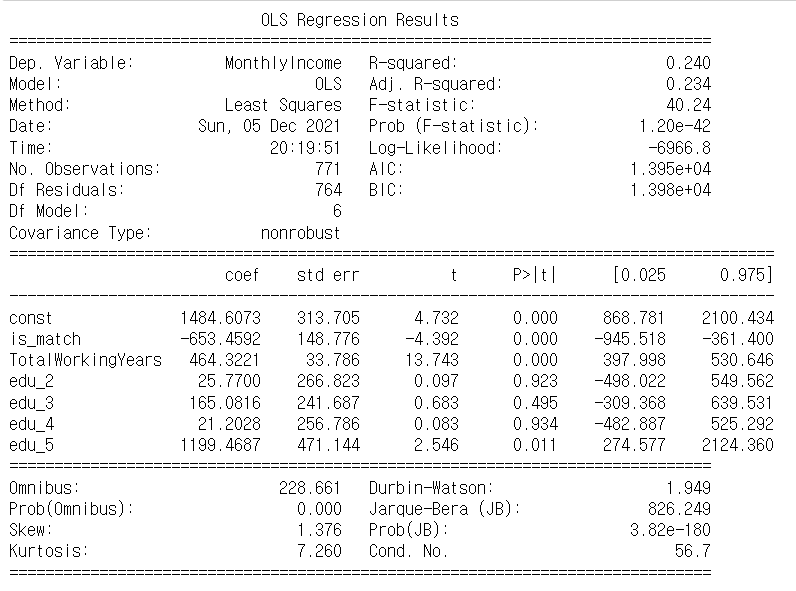 OLS Regression Results
==============================================================================
Dep. Variable: MonthlyIncome R-squared: 0.240
Model: OLS Adj. R-squared: 0.234
Method: Least Squares F-statistic: 40.24
Date: Sun, 05 Dec 2021 Prob (F-statistic): 1.20e-42
Time: 20:19:51 Log-Likelihood: -6966.8
No. Observations: 771 AIC: 1.395e+04
Df Residuals: 764 BIC: 1.398e+04
Df Model: 6
Covariance Type: nonrobust
=====================================================================================
coef std err t P>|t| [0.025 0.975]
-------------------------------------------------------------------------------------
const 1484.6073 313.705 4.732 0.000 868.781 2100.434
is_match -653.4592 148.776 -4.392 0.000 -945.518 -361.400
TotalWorkingYears 464.3221 33.786 13.743 0.000 397.998 530.646
edu_2 25.7700 266.823 0.097 0.923 -498.022 549.562
edu_3 165.0816 241.687 0.683 0.495 -309.368 639.531
edu_4 21.2028 256.786 0.083 0.934 -482.887 525.292
edu_5 1199.4687 471.144 2.546 0.011 274.577 2124.360
==============================================================================
Omnibus: 228.661 Durbin-Watson: 1.949
Prob(Omnibus): 0.000 Jarque-Bera (JB): 826.249
Skew: 1.376 Prob(JB): 3.82e-180
Kurtosis: 7.260 Cond. No. 56.7
==============================================================================